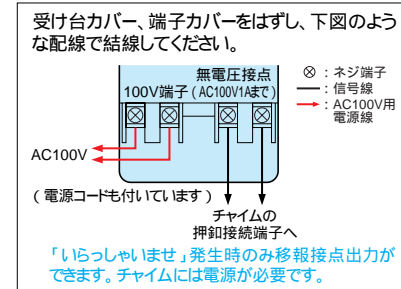 受け台カバー、端子カバーをはずし、下図のよう
な配線で結線してください。
無電圧接点
100V端子(AC100V1Aまで)
⊗：ネジ端子
：信号線
：AC100V用
電源線
AC100V
(電源コードも付いています)
チャイムの
押釦接続端子へ
「いらっしゃいませ」発生時のみ移報接点出力が
できます。チャイムには電源が必要です。